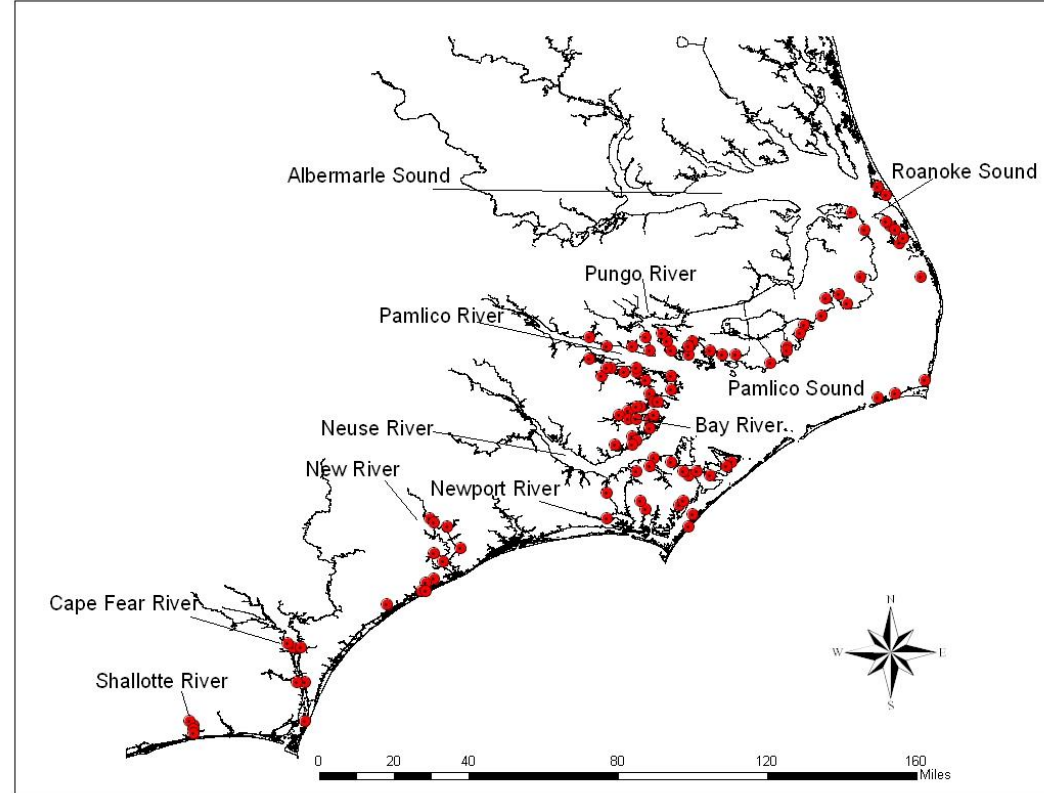 Albermarle Sound
Roanoke Sound
Pungo River
Pamlico River
Pamlico Sound
Neuse River
Bay River
New River
Newport River
Cape Fear River
Shallotte River
N
W E
S
0 20 40 80 120 160
Miles